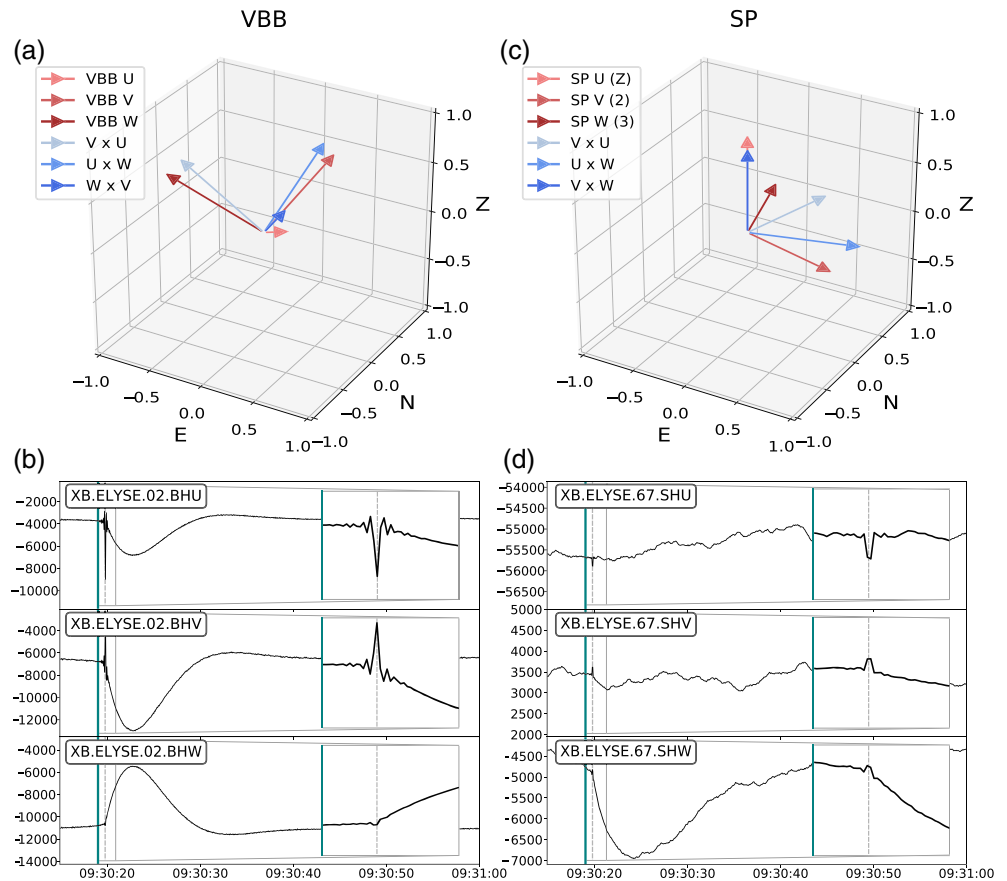 VBB
SP
(a)
VBB U
VBB V
VBB W
V x U
U x W
W x V
1.0
0.5
0.0
−0.5
−1.0
Z
−1.0
−0.5
0.0
0.5
1.0
E
−1.0
−0.5
0.0
0.5
1.0
N
(c)
SP U (Z)
SP V (2)
SP W (3)
V x U
U x W
V x W
1.0
0.5
0.0
−0.5
−1.0
Z
−1.0
−0.5
0.0
0.5
1.0
E
−1.0
−0.5
0.0
0.5
1.0
N
(b)
XB.ELYSE.02.BHU
−2000
−4000
−6000
−8000
−10000
XB.ELYSE.02.BHV
−4000
−6000
−8000
−10000
−12000
XB.ELYSE.02.BHW
−4000
−6000
−8000
−10000
−12000
−14000
09:30:20
09:30:30
09:30:40
09:30:50
09:31:00
(d)
XB.ELYSE.67.SHU
−54000
−54500
−55000
−55500
−56000
−56500
XB.ELYSE.67.SHV
5000
4500
4000
3500
3000
2500
2000
XB.ELYSE.67.SHW
−4500
−5000
−5500
−6000
−6500
−7000
09:30:20
09:30:30
09:30:40
09:30:50
09:31:00